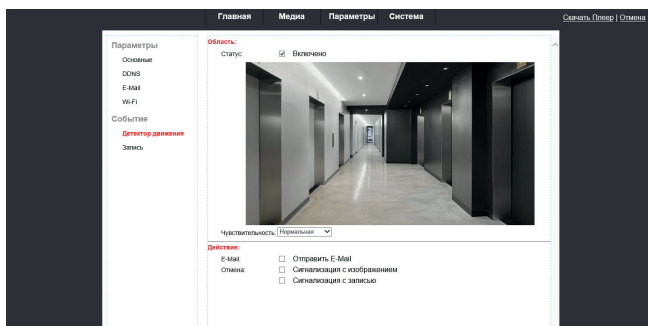 Главная Медиа Параметры Система Скачать Плеер | Отмена
Параметры
Основные
DDNS
E-Mail
Wi-Fi
Событие
Детектор движения
Запись
Область:
Статус: Включено
Чувствительность: Нормальная
Действие:
E-Mail: Отправить E-Mail
Отмена: Сигнализация с изображением
Сигнализация с записью